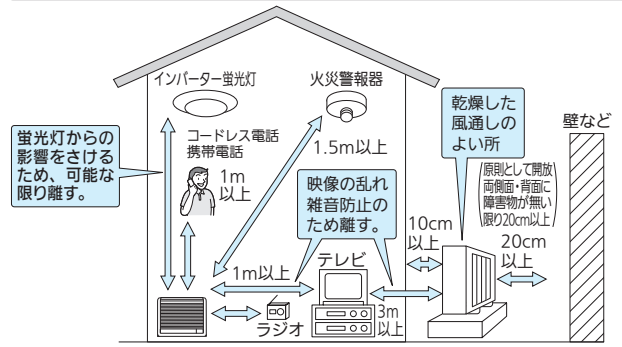 インバーター蛍光灯
火災警報器
蛍光灯からの
影響をさける
ため、可能な
限り離す。
コードレス電話
携帯電話
1m
以上
1.5m以上
映像の乱れ
雑音防止の
ため離す。
乾燥した
風通しの
よい所
原則として開放
両側面・背面に
障害物が無い
限り20cm以上
壁など
10cm
以上
20cm
以上
1m以上
テレビ
ラジオ
3m
以上